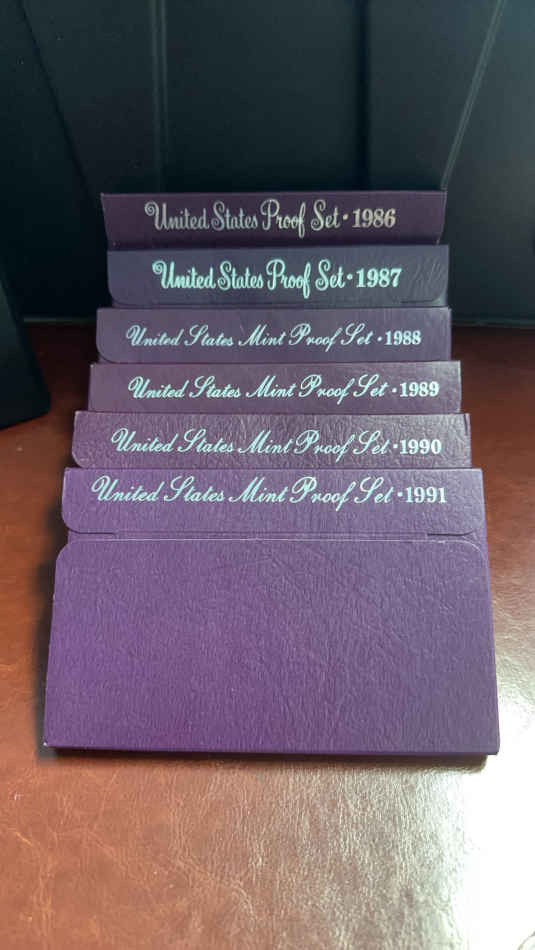 United States Proof Set · 1986
United States Proof Set · 1987
United States Mint Proof Set · 1988
United States Mint Proof Set · 1989
United States Mint Proof Set · 1990
United States Mint Proof Set · 1991